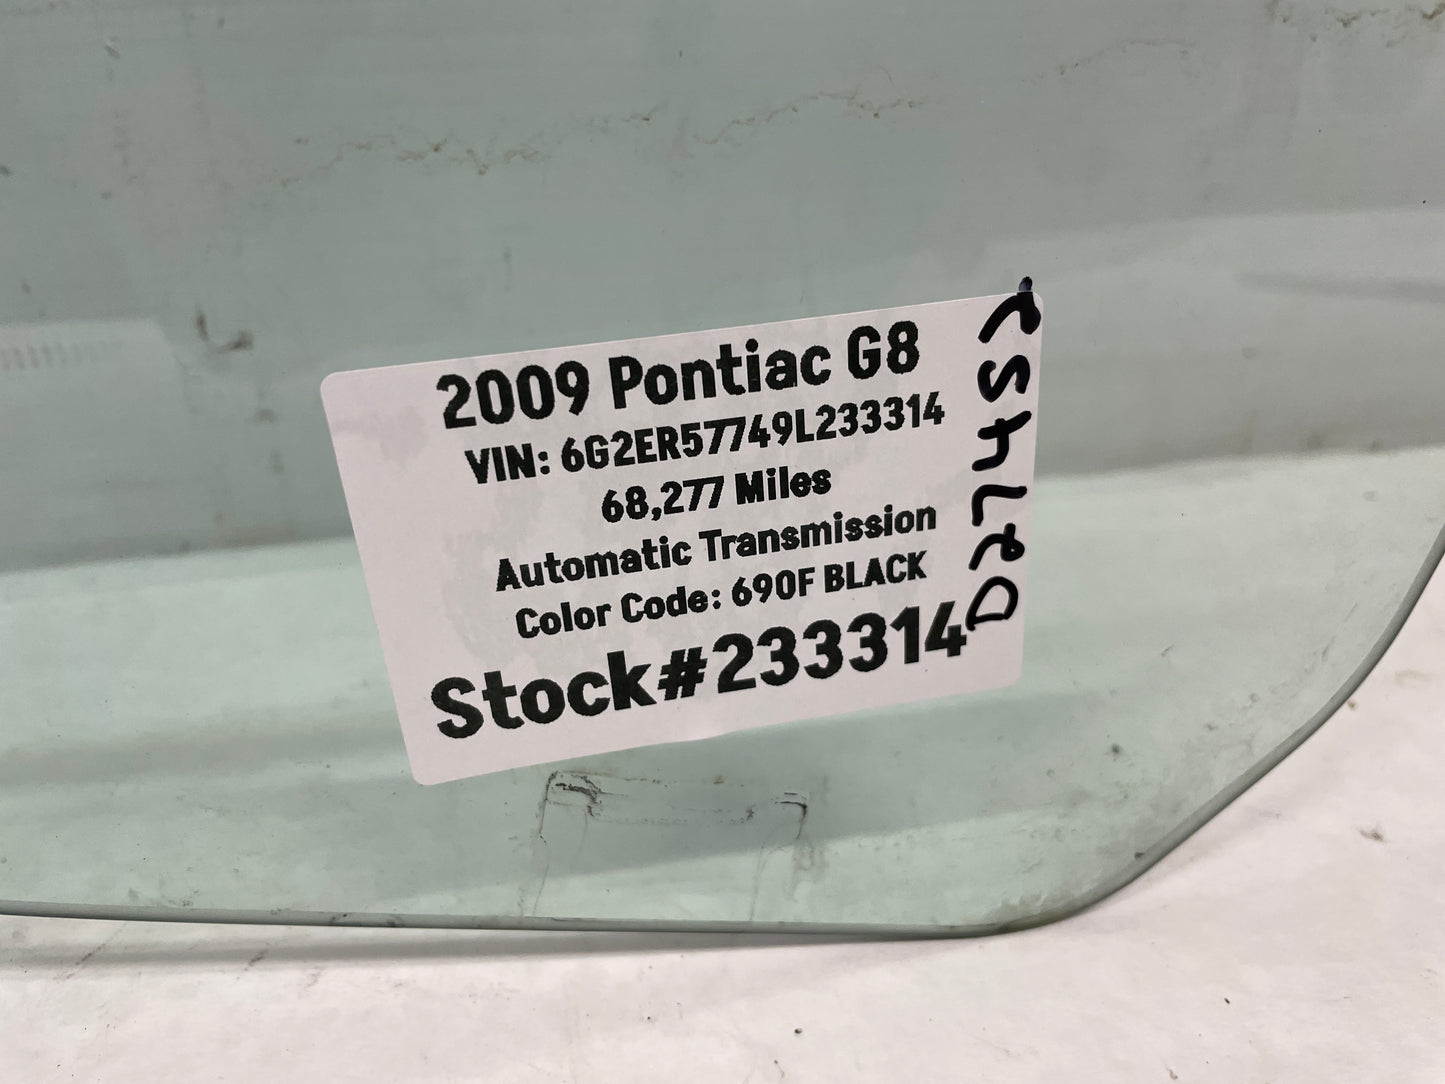 2009 Pontiac G8
VIN: 6G2ER57749L233314
68,277 Miles
Automatic Transmission
Color Code: 690F BLACK
Stock#233314